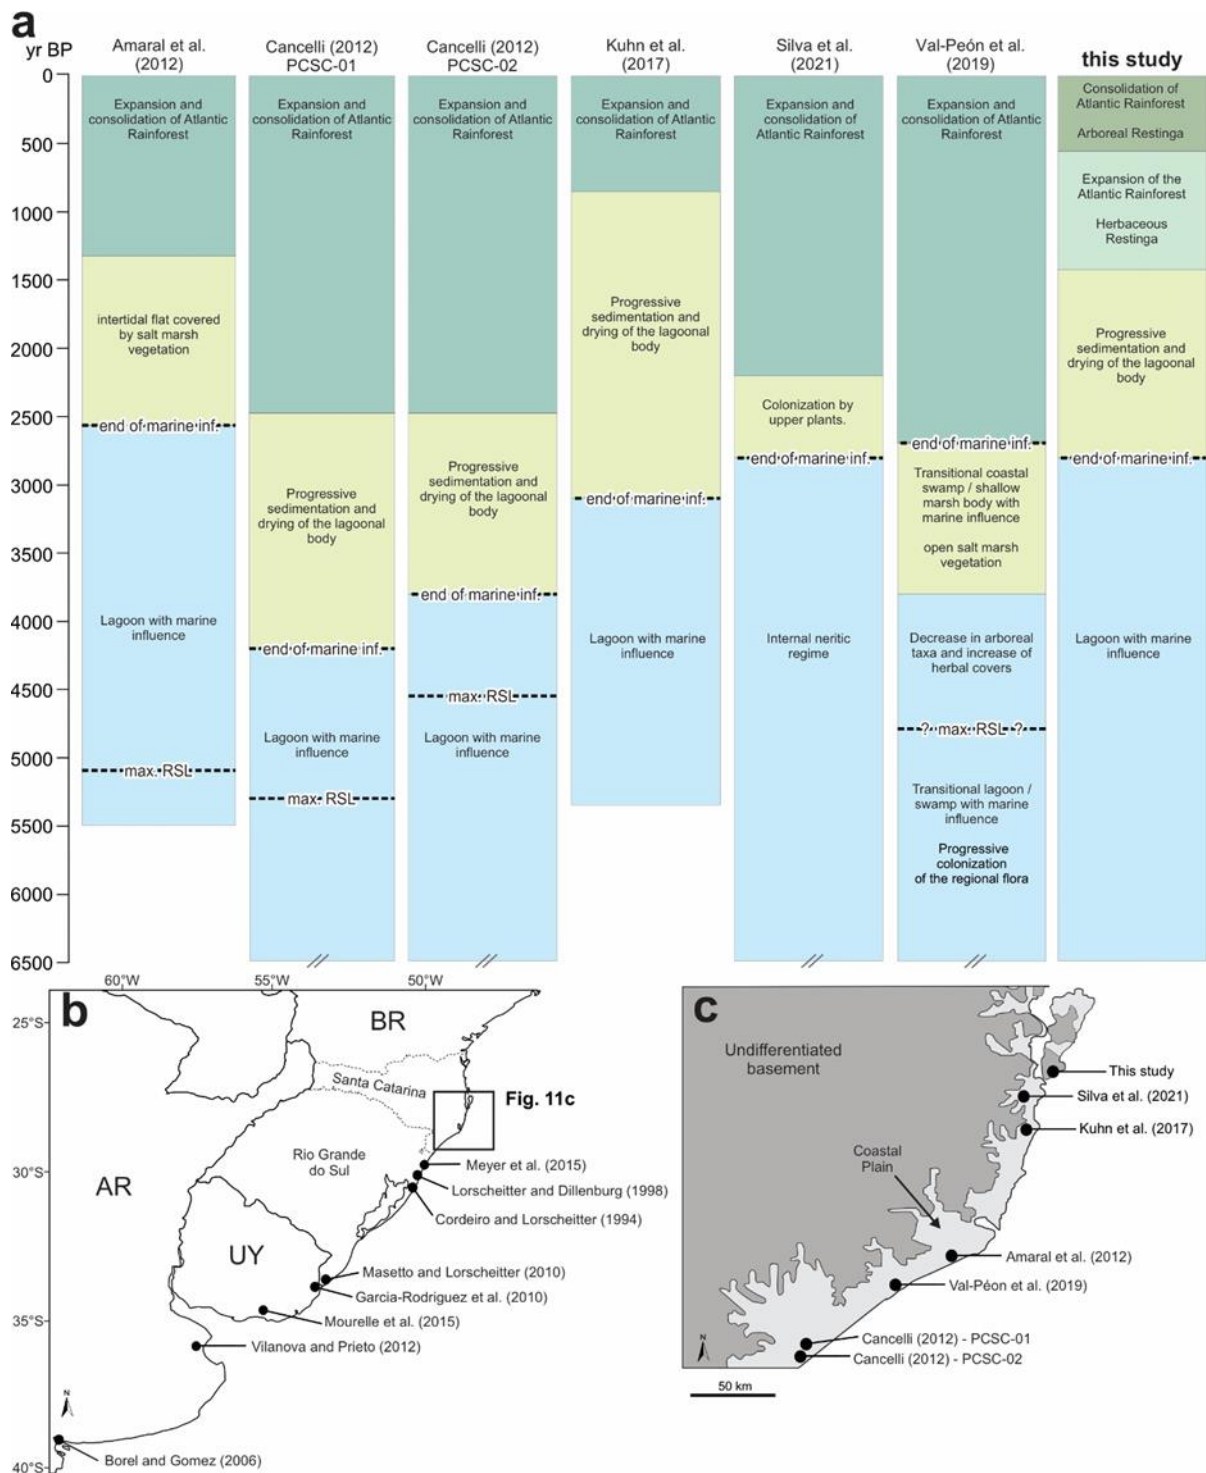 a
yr BP
Amaral et al.
(2012)
Cancelli (2012)
PCSC-01
Cancelli (2012)
PCSC-02
Kuhn et al.
(2017)
Silva et al.
(2021)
Val-Peón et al.
(2019)
this study
0
500
1000
1500
2000
2500
3000
3500
4000
4500
5000
5500
6000
6500
Expansion and
consolidation of Atlantic
Rainforest
intertidal flat covered
by salt marsh
vegetation
end of marine inf.
Lagoon with marine
influence
max. RSL
Expansion and
consolidation of Atlantic
Rainforest
Progressive
sedimentation and
drying of the lagoonal
body
end of marine inf.
Lagoon with marine
influence
max. RSL
Expansion and
consolidation of Atlantic
Rainforest
Progressive
sedimentation and
drying of the lagoonal
body
end of marine inf.
max. RSL
Lagoon with marine
influence
Expansion and
consolidation of Atlantic
Rainforest
Progressive
sedimentation and
drying of the lagoonal
body
end of marine inf.
Lagoon with marine
influence
Expansion and
consolidation of
Atlantic Rainforest
Colonization by
upper plants.
end of marine inf.
Internal neritic
regime
Expansion and
consolidation of Atlantic
Rainforest
end of marine inf.
Transitional coastal
swamp / shallow
marsh body with
marine influence
open salt marsh
vegetation
Decrease in arboreal
taxa and increase of
herbal covers
? max. RSL ?
Transitional lagoon /
swamp with marine
influence
Progressive
colonization
of the regional flora
Consolidation of
Atlantic Rainforest
Arboreal Restinga
Expansion of the
Atlantic Rainforest
Herbaceous
Restinga
Progressive
sedimentation and
drying of the lagoonal
body
end of marine inf.
Lagoon with marine
influence
b
60°W
55°W
50°W
25°S
30°S
35°S
40°S
BR
Santa Catarina
Fig. 11c
Rio Grande
do Sul
AR
UY
Meyer et al. (2015)
Lorscheitter and Dillenburg (1998)
Cordeiro and Lorscheitter (1994)
Masetto and Lorscheitter (2010)
Garcia-Rodriguez et al. (2010)
Mourelle et al. (2015)
Vilanova and Prieto (2012)
N
Borel and Gomez (2006)
c
Undifferentiated
basement
This study
Silva et al. (2021)
Kuhn et al. (2017)
Coastal
Plain
Amaral et al. (2012)
Val-Péon et al. (2019)
Cancelli (2012) - PCSC-01
Cancelli (2012) - PCSC-02
N
50 km